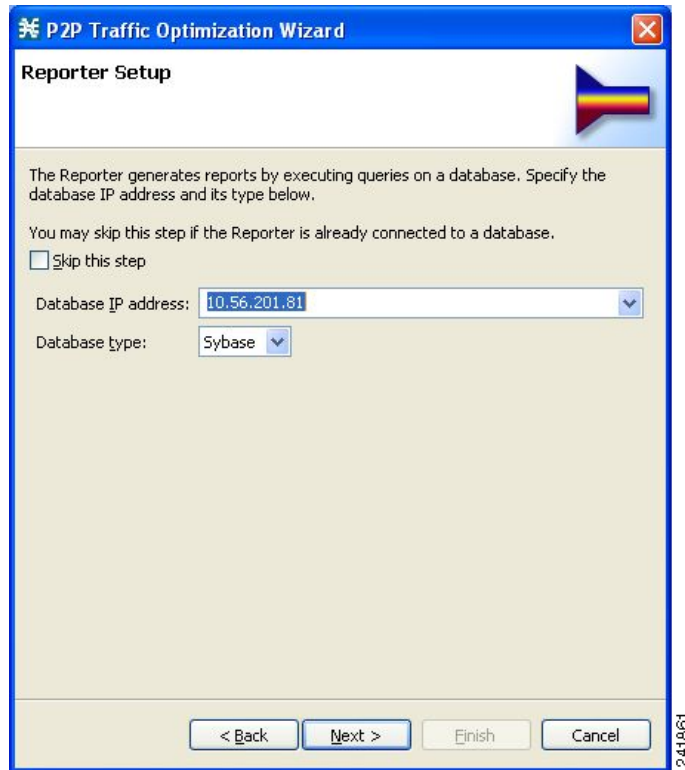 P2P Traffic Optimization Wizard
Reporter Setup
The Reporter generates reports by executing queries on a database. Specify the
database IP address and its type below.
You may skip this step if the Reporter is already connected to a database.
Skip this step
Database IP address: 10.56.201.81
Database type: Sybase
< Back Next > Finish Cancel
241961